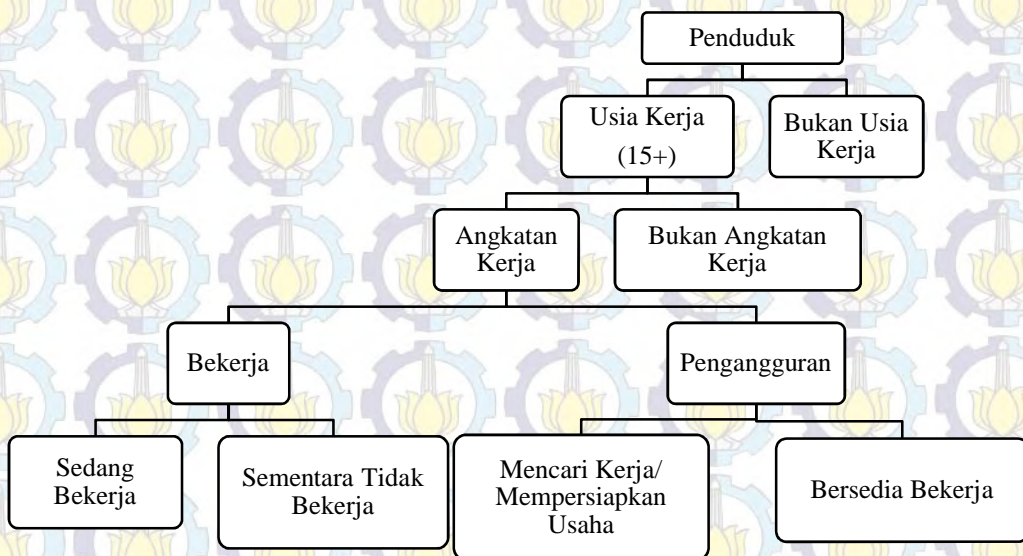 Penduduk
Usia Kerja
(15+)
Bukan Usia
Kerja
Angkatan
Kerja
Bukan Angkatan
Kerja
Bekerja
Pengangguran
Sedang
Bekerja
Sementara Tidak
Bekerja
Mencari Kerja/
Mempersiapkan
Usaha
Bersedia Bekerja